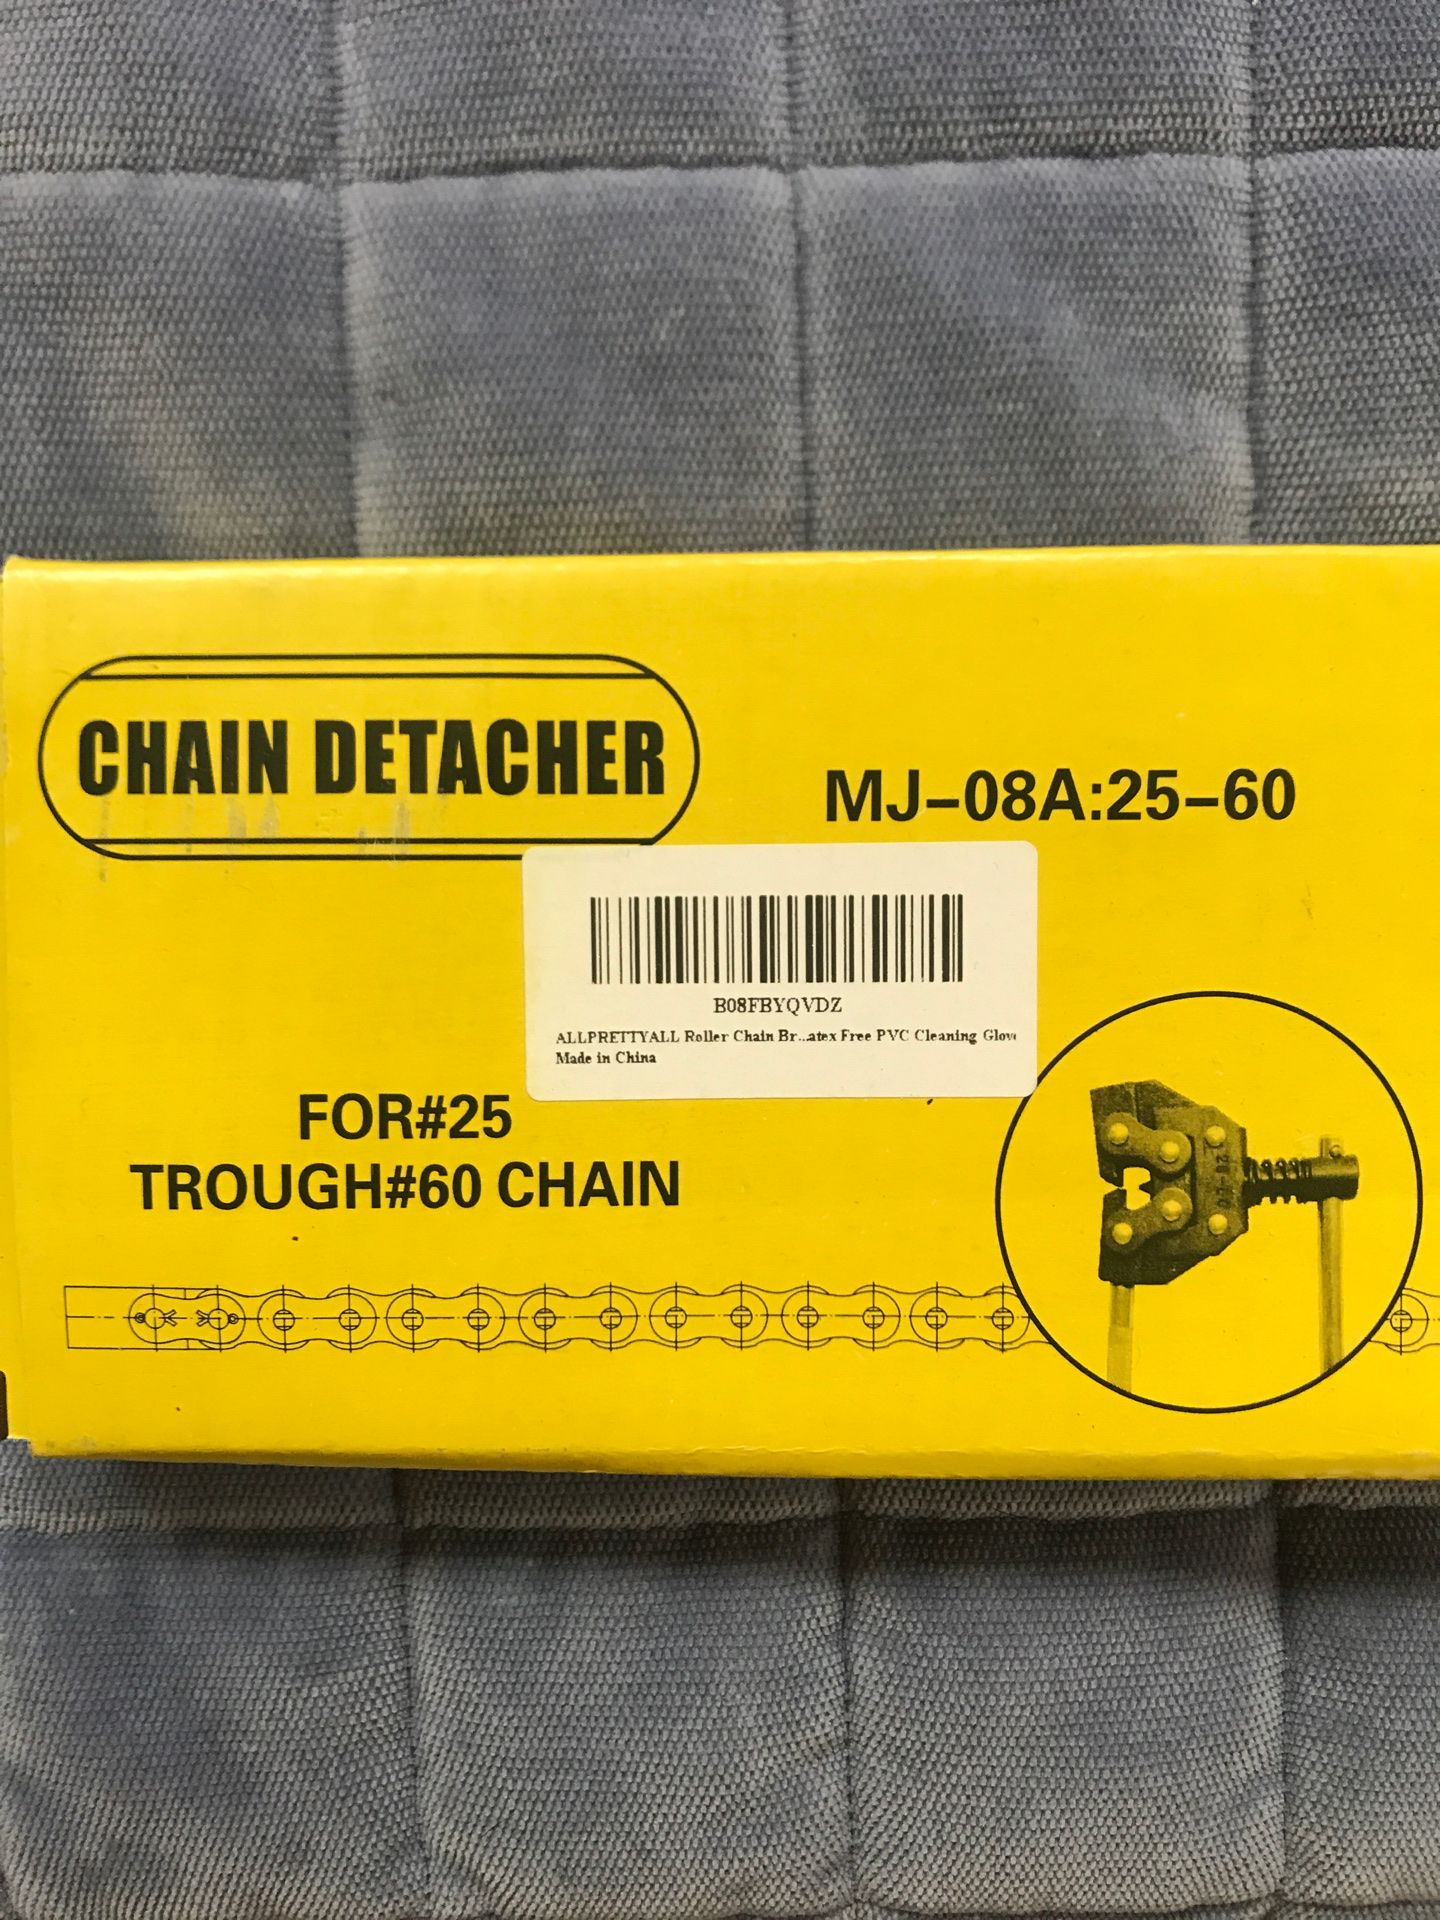 CHAIN DETACHER
MJ-08A:25-60
B08FBYQVDZ
ALLPRETTYALL Roller Chain Br...atex Free PVC Cleaning Glov
Made in China
FOR#25
TROUGH#60 CHAIN